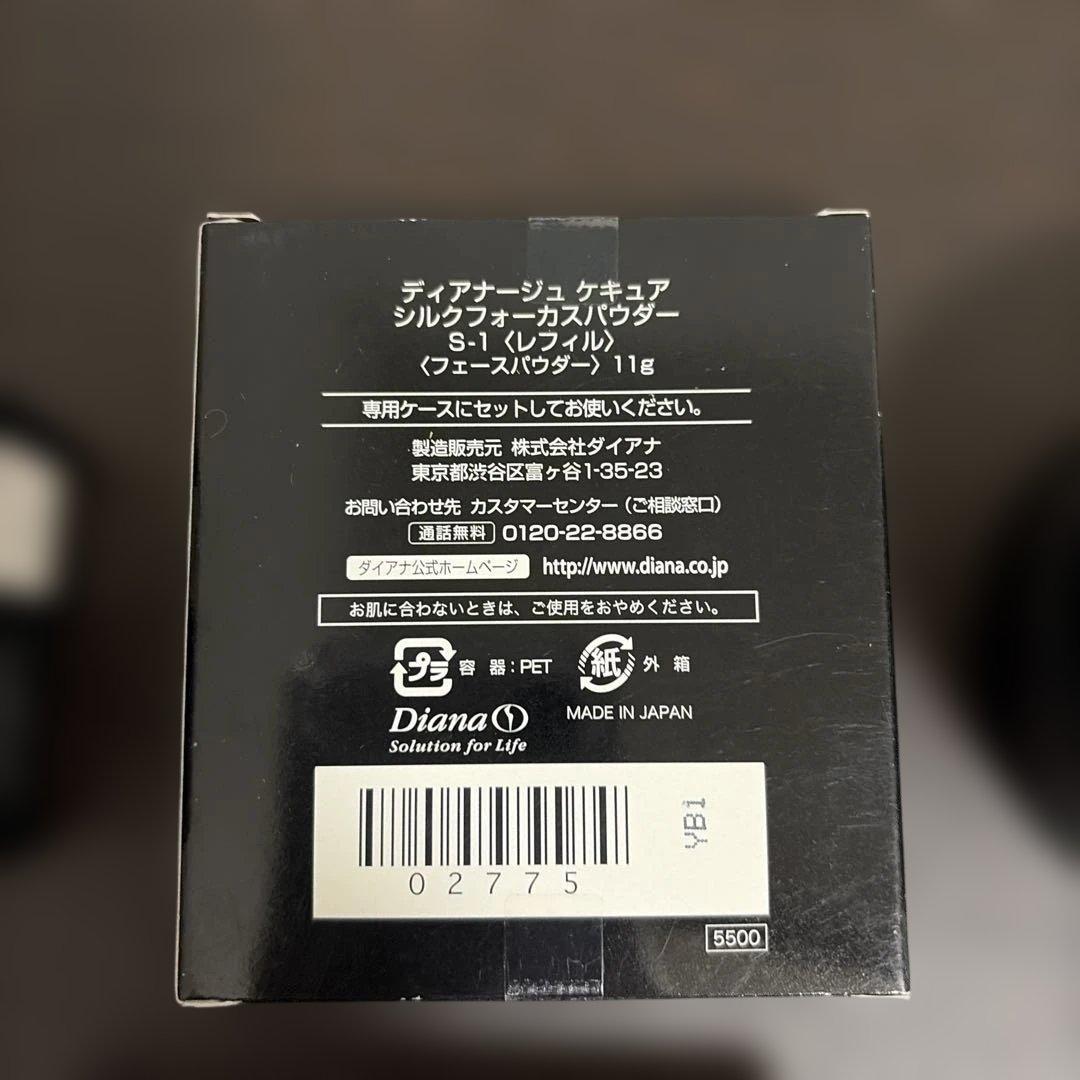 ディアナージュ ケキュア
シルクフォーカスパウダー
S-1〈レフィル〉
〈フェースパウダー〉11g
専用ケースにセットしてお使いください。
製造販売元 株式会社ダイアナ
東京都渋谷区富ヶ谷1-35-23
お問い合わせ先 カスタマーセンター（ご相談窓口）
通話無料 0120-22-8866
ダイアナ公式ホームページ http://www.diana.co.jp
お肌に合わないときは、ご使用をおやめください。
プラ 容器：PET 紙 外箱
Diana
Solution for Life
MADE IN JAPAN
02775
YB1
5500